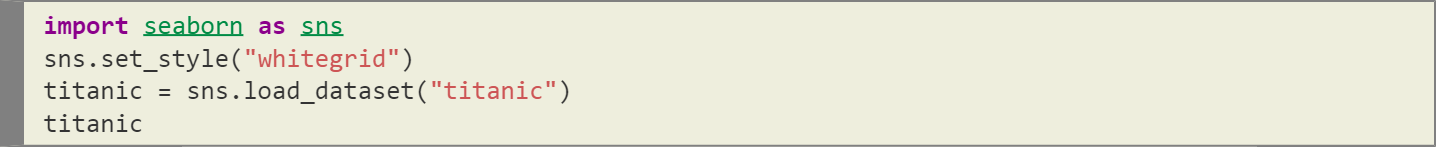 import seaborn as sns
sns.set_style("whitegrid")
titanic = sns.load_dataset("titanic")
titanic